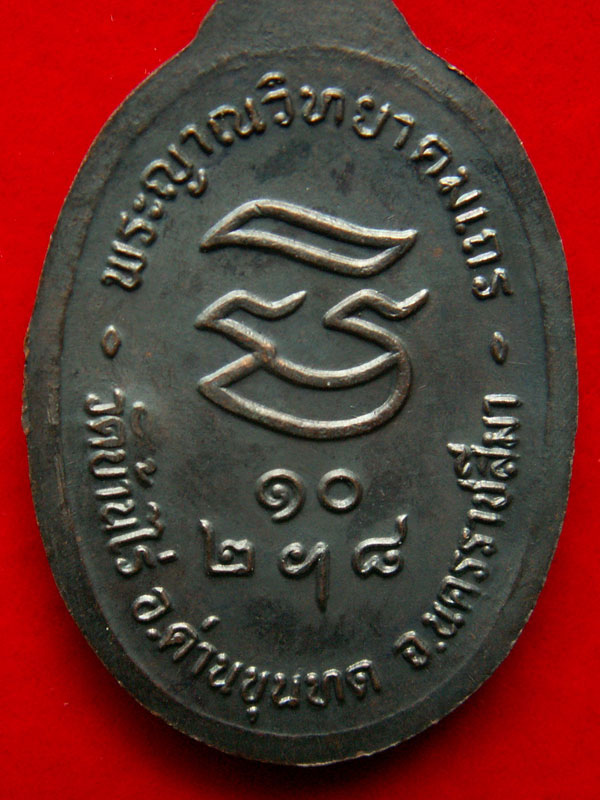 พระญาณวิทยาคมเถร
๑๐
๒ ๘
วัดบ้านไร่ อ.ด่านขุนทด จ.นครราชสีมา